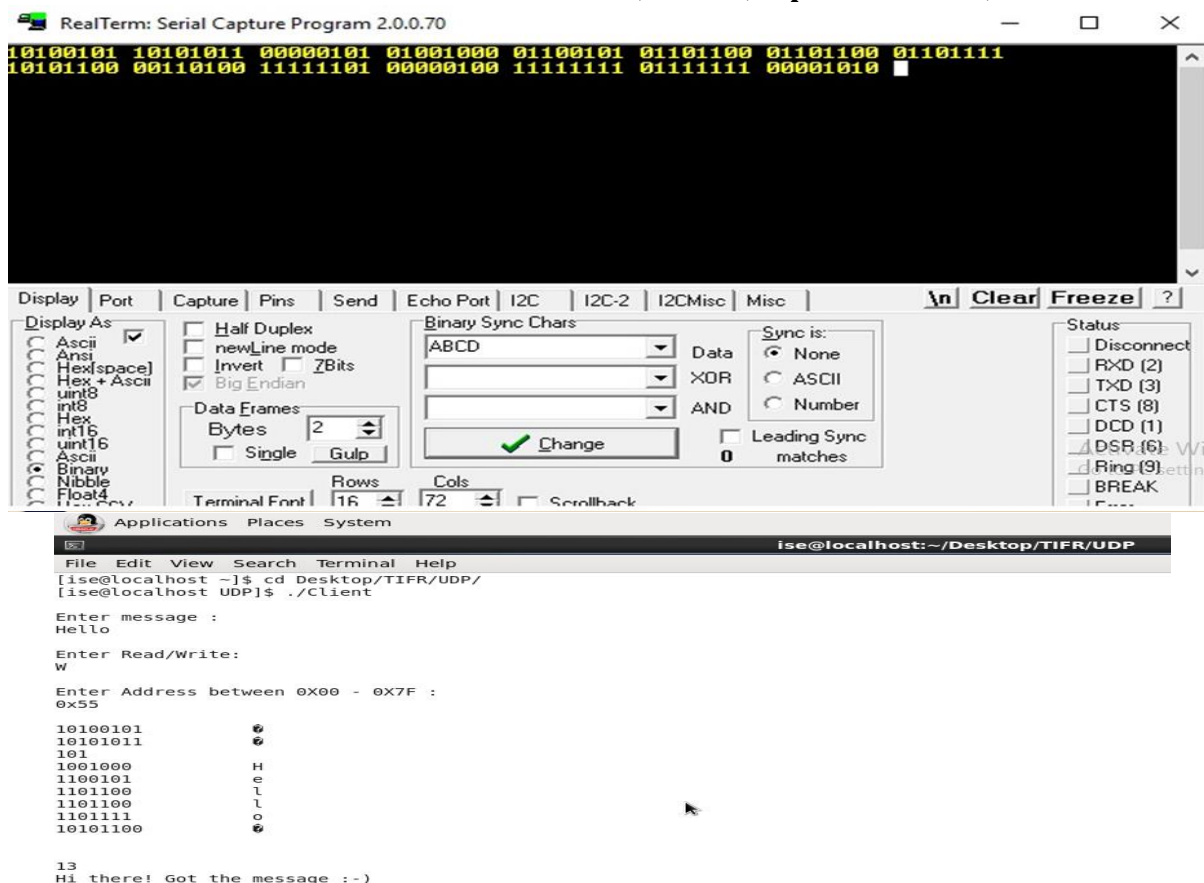 RealTerm: Serial Capture Program 2.0.0.70
10100101 10101011 00000101 01001000 01100101 01101100 01101100 01101111
10101100 00110100 11111101 00000100 11111111 01111111 00001010
Display Port Capture Pins Send Echo Port I2C I2C-2 I2CMisc Misc \n Clear Freeze ?
Display As
Ascii
Ansi
Hex[space]
Hex + Ascii
uint8
int8
Hex
int16
uint16
Ascii
Binary
Nibble
Float4
Half Duplex
newLine mode
Invert 7Bits
Big Endian
Data Frames
Bytes 2
Single Gulp
Rows Cols
Terminal Font 16 72 Scrollback
Binary Sync Chars
ABCD Data
XOR
AND
Change
Sync is:
None
ASCII
Number
Leading Sync
0 matches
Status
Disconnect
RXD (2)
TXD (3)
CTS (8)
DCD (1)
DSR (6)
Ring (9)
BREAK
Applications Places System
ise@localhost:~/Desktop/TIFR/UDP
File Edit View Search Terminal Help
[ise@localhost ~]$ cd Desktop/TIFR/UDP/
[ise@localhost UDP]$ ./Client
Enter message :
Hello
Enter Read/Write:
W
Enter Address between 0X00 - 0X7F :
0x55
10100101 �
10101011 �
101
1001000 H
1100101 e
1101100 l
1101100 l
1101111 o
10101100 �
13
Hi there! Got the message :-)